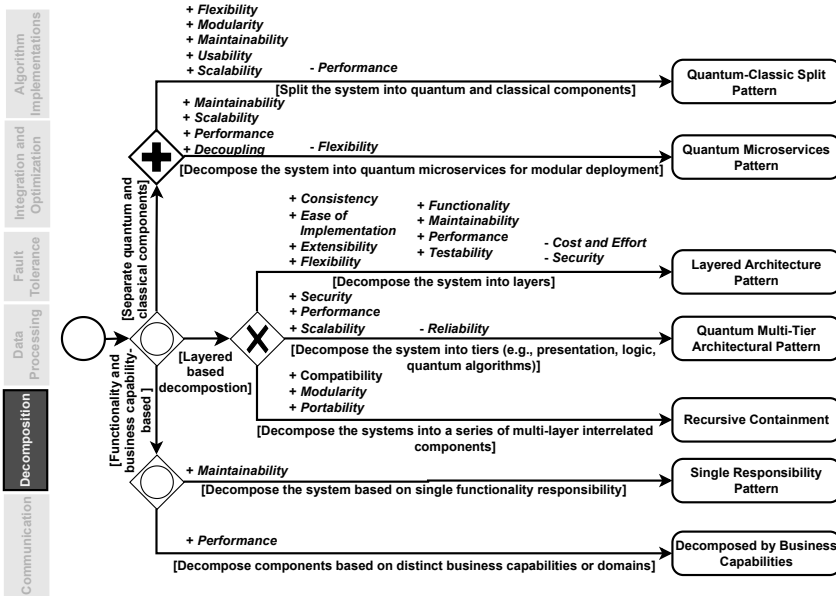 Algorithm
Implementations
Integration and
Optimization
Fault
Tolerance
Data
Processing
Decomposition
Communication
+ Flexibility
+ Modularity
+ Maintainability
+ Usability
+ Scalability
- Performance
[Split the system into quantum and classical components]
Quantum-Classic Split
Pattern
+ Maintainability
+ Scalability
+ Performance
+ Decoupling
- Flexibility
[Decompose the system into quantum microservices for modular deployment]
Quantum Microservices
Pattern
[Separate quantum and
classical components]
+ Consistency
+ Ease of
Implementation
+ Extensibility
+ Flexibility
+ Functionality
+ Maintainability
+ Performance
+ Testability
- Cost and Effort
- Security
[Decompose the system into layers]
Layered Architecture
Pattern
[Layered
based
decompostion]
+ Security
+ Performance
+ Scalability
- Reliability
[Decompose the system into tiers (e.g., presentation, logic,
quantum algorithms)]
Quantum Multi-Tier
Architectural Pattern
+ Compatibility
+ Modularity
+ Portability
[Decompose the systems into a series of multi-layer interrelated
components]
Recursive Containment
[Functionality and
business capability-
based ]
+ Maintainability
[Decompose the system based on single functionality responsibility]
Single Responsibility
Pattern
+ Performance
[Decompose components based on distinct business capabilities or domains]
Decomposed by Business
Capabilities